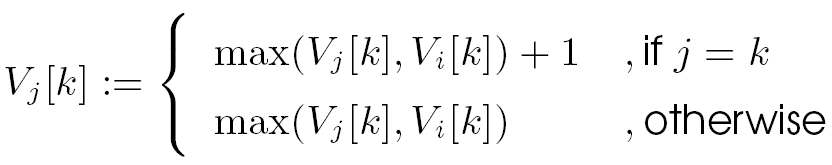 V_j[k] := { max(V_j[k], V_i[k]) + 1 , if j = k
max(V_j[k], V_i[k]) , otherwise